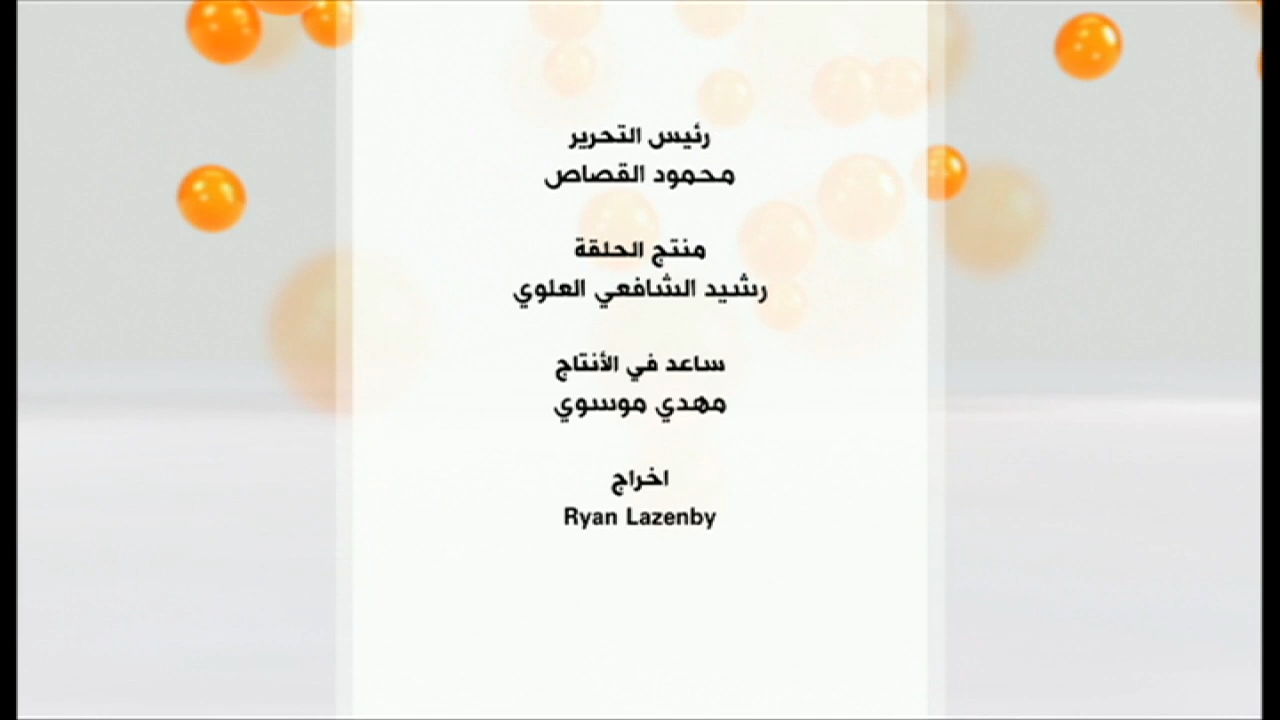 رئيس التحرير
محمود القصاص
منتج الحلقة
رشيد الشافعي العلوي
ساعد في الأنتاج
مهدي موسوي
اخراج
Ryan Lazenby